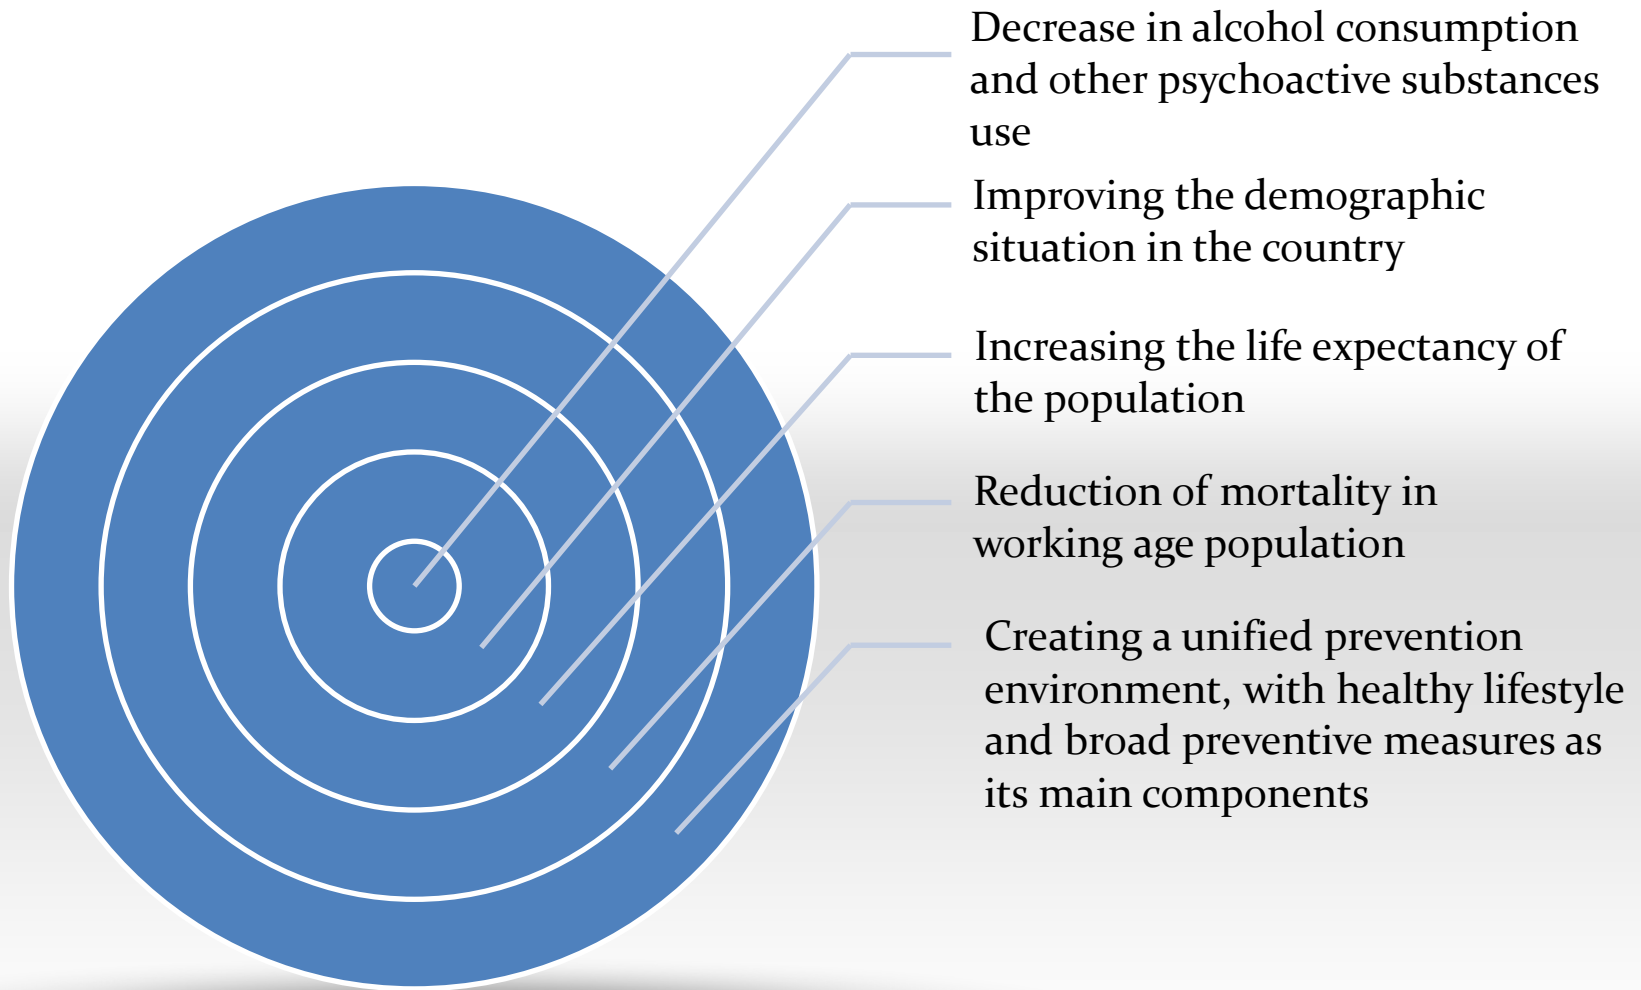 Decrease in alcohol consumption
and other psychoactive substances
use
Improving the demographic
situation in the country
Increasing the life expectancy of
the population
Reduction of mortality in
working age population
Creating a unified prevention
environment, with healthy lifestyle
and broad preventive measures as
its main components